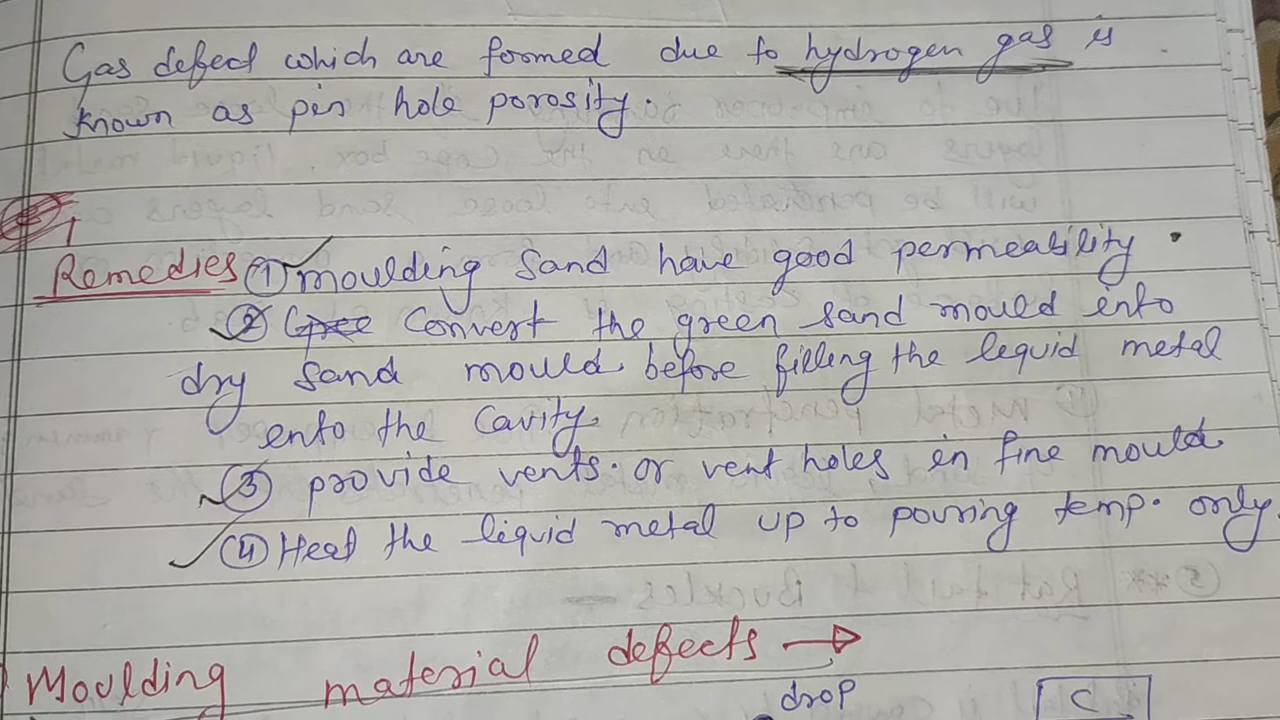 Gas defect which are formed due to hydrogen gas is
known as pin hole porosity.
Remedies ① moulding sand have good permeability.
② Convert the green sand mould into
dry sand mould before filling the liquid metal
into the cavity.
③ provide vents or vent holes in fine mould
④ Heat the liquid metal up to pouring temp. only.
Moulding material defects →
drop